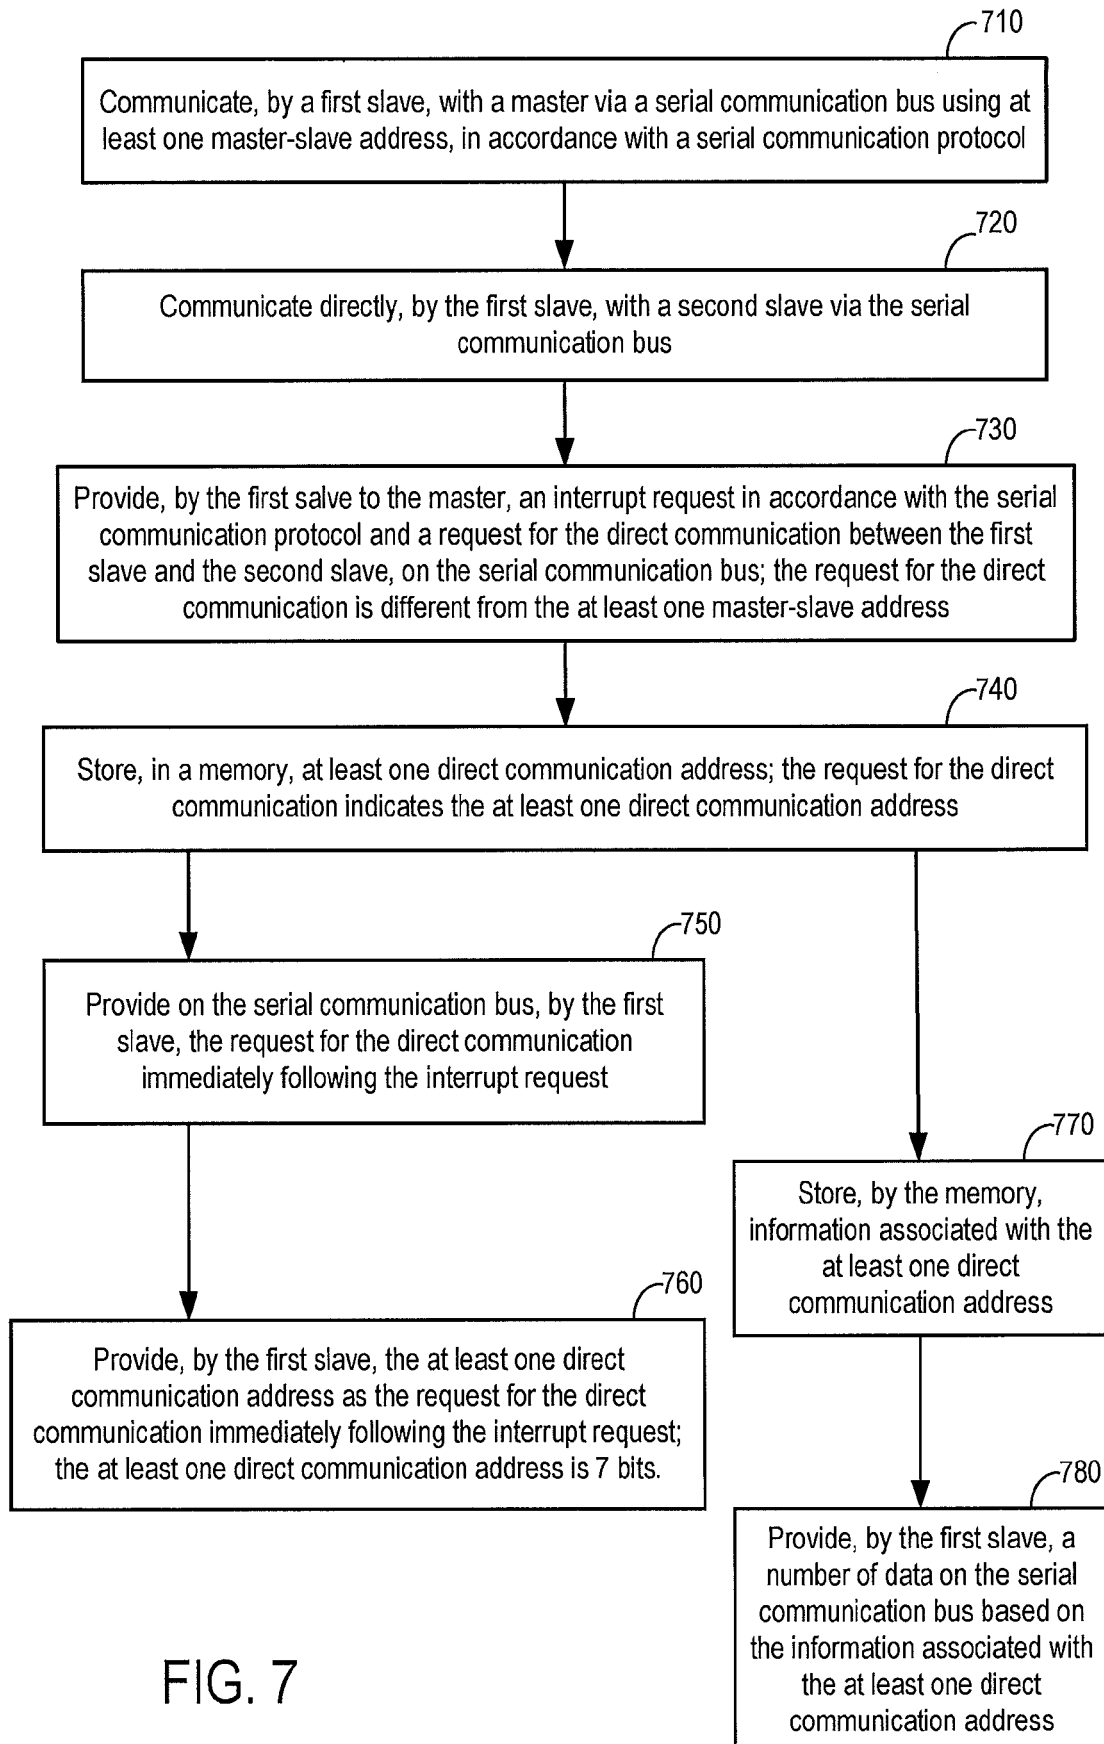 710
Communicate, by a first slave, with a master via a serial communication bus using at
least one master-slave address, in accordance with a serial communication protocol
720
Communicate directly, by the first slave, with a second slave via the serial
communication bus
730
Provide, by the first salve to the master, an interrupt request in accordance with the serial
communication protocol and a request for the direct communication between the first
slave and the second slave, on the serial communication bus; the request for the direct
communication is different from the at least one master-slave address
740
Store, in a memory, at least one direct communication address; the request for the direct
communication indicates the at least one direct communication address
750
Provide on the serial communication bus, by the first
slave, the request for the direct communication
immediately following the interrupt request
760
Provide, by the first slave, the at least one direct
communication address as the request for the direct
communication immediately following the interrupt request;
the at least one direct communication address is 7 bits.
770
Store, by the memory,
information associated with the
at least one direct
communication address
780
Provide, by the first slave, a
number of data on the serial
communication bus based on
the information associated with
the at least one direct
communication address
FIG. 7